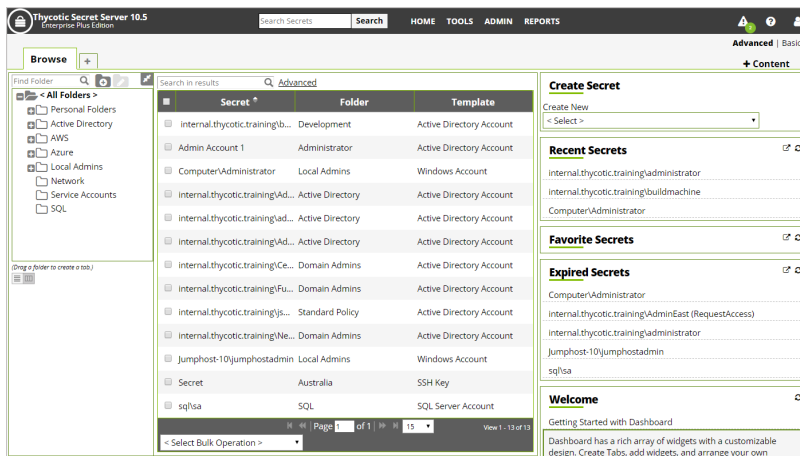 Thycotic Secret Server 10.5
Enterprise Plus Edition
Search Secrets Search HOME TOOLS ADMIN REPORTS
Advanced | Basic
Browse +
+ Content
Find Folder
< All Folders >
Personal Folders
Active Directory
AWS
Azure
Local Admins
Network
Service Accounts
SQL
(Drag a folder to create a tab.)
Search in results Advanced
Secret Folder Template
internal.thycotic.training\b... Development Active Directory Account
Admin Account 1 Administrator Active Directory Account
Computer\Administrator Local Admins Windows Account
internal.thycotic.training\Ad... Active Directory Active Directory Account
internal.thycotic.training\ad... Active Directory Active Directory Account
internal.thycotic.training\Ad... Active Directory Active Directory Account
internal.thycotic.training\Ce... Domain Admins Active Directory Account
internal.thycotic.training\Fu... Domain Admins Active Directory Account
internal.thycotic.training\js... Standard Policy Active Directory Account
internal.thycotic.training\Ne... Domain Admins Active Directory Account
Jumphost-10\jumphostadmin Local Admins Windows Account
Secret Australia SSH Key
sql\sa SQL SQL Server Account
Page 1 of 1 15 View 1 - 13 of 13
< Select Bulk Operation >
Create Secret
Create New
< Select >
Recent Secrets
internal.thycotic.training\administrator
internal.thycotic.training\buildmachine
Computer\Administrator
Favorite Secrets
Expired Secrets
Computer\Administrator
internal.thycotic.training\AdminEast (RequestAccess)
internal.thycotic.training\administrator
Jumphost-10\jumphostadmin
sql\sa
Welcome
Getting Started with Dashboard
Dashboard has a rich array of widgets with a customizable
design. Create Tabs, add widgets, and arrange your own